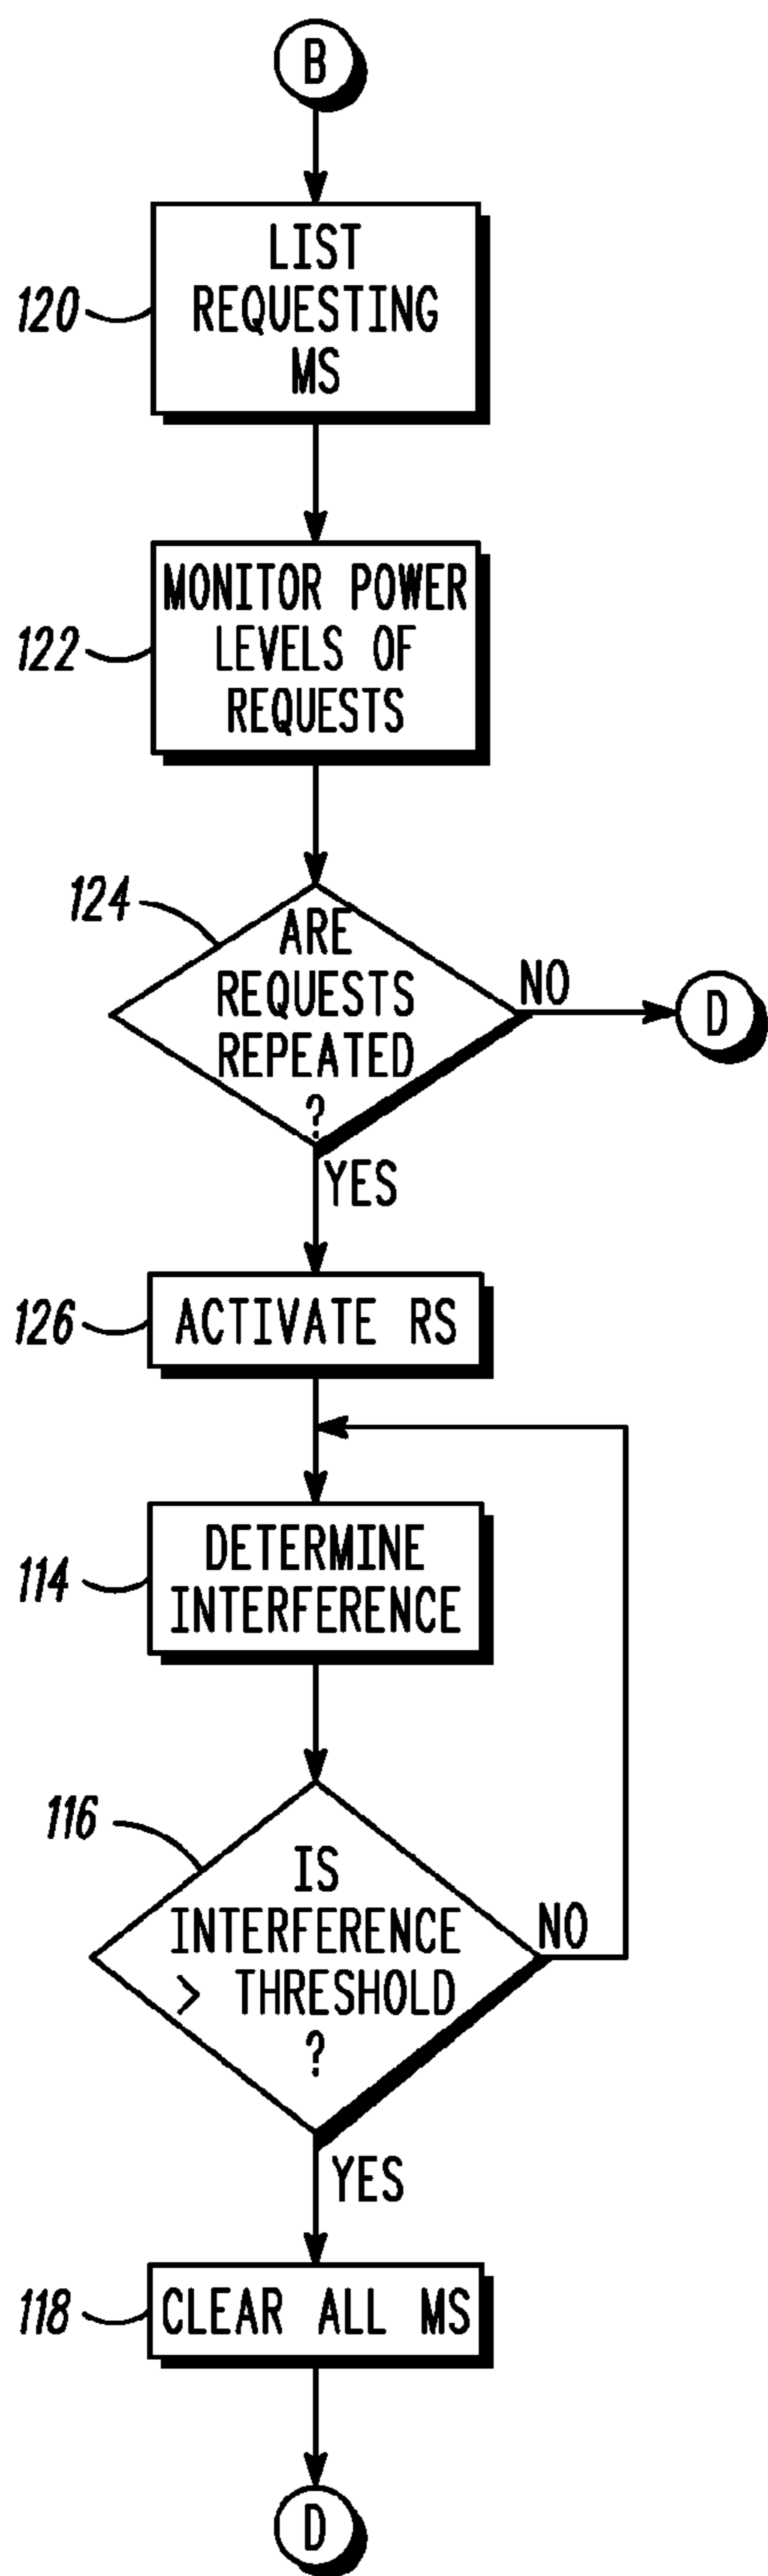 B
LIST
REQUESTING
MS
120
MONITOR POWER
LEVELS OF
REQUESTS
122
124
ARE
REQUESTS
REPEATED
?
NO
D
YES
126
ACTIVATE RS
DETERMINE
INTERFERENCE
114
116
IS
INTERFERENCE
> THRESHOLD
?
NO
YES
118
CLEAR ALL MS
D